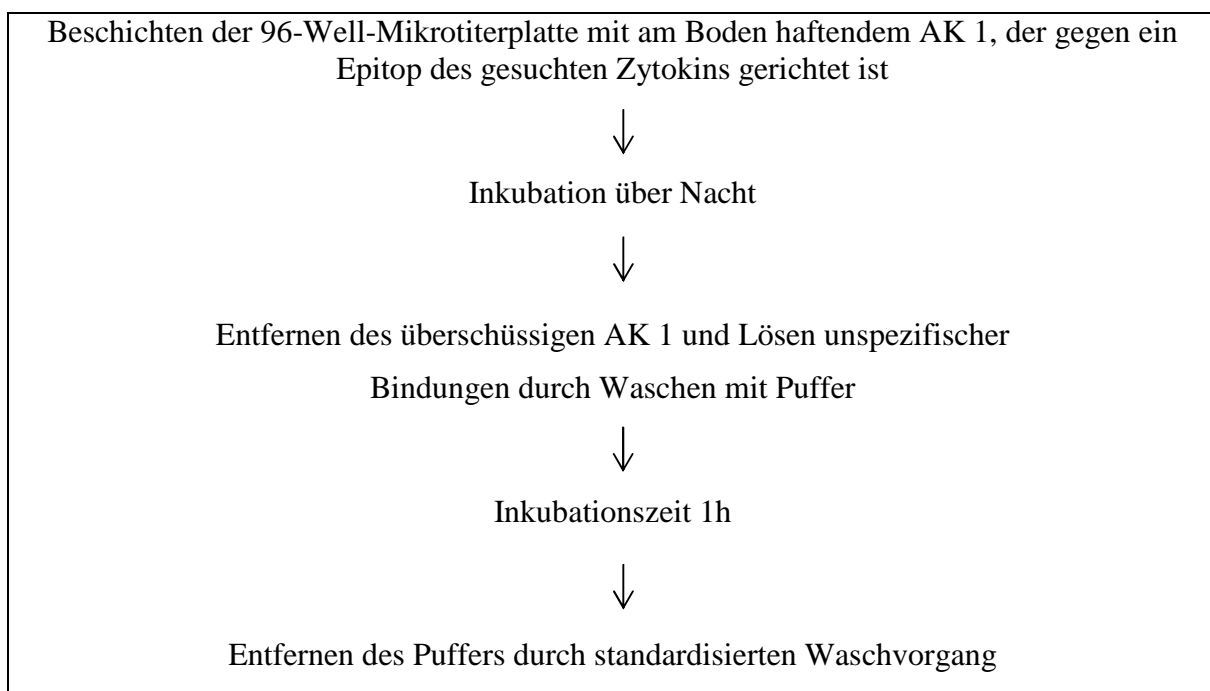 Beschichten der 96-Well-Mikrotiterplatte mit am Boden haftendem AK 1, der gegen ein
Epitop des gesuchten Zytokins gerichtet ist
Inkubation über Nacht
Entfernen des überschüssigen AK 1 und Lösen unspezifischer
Bindungen durch Waschen mit Puffer
Inkubationszeit 1h
Entfernen des Puffers durch standardisierten Waschvorgang